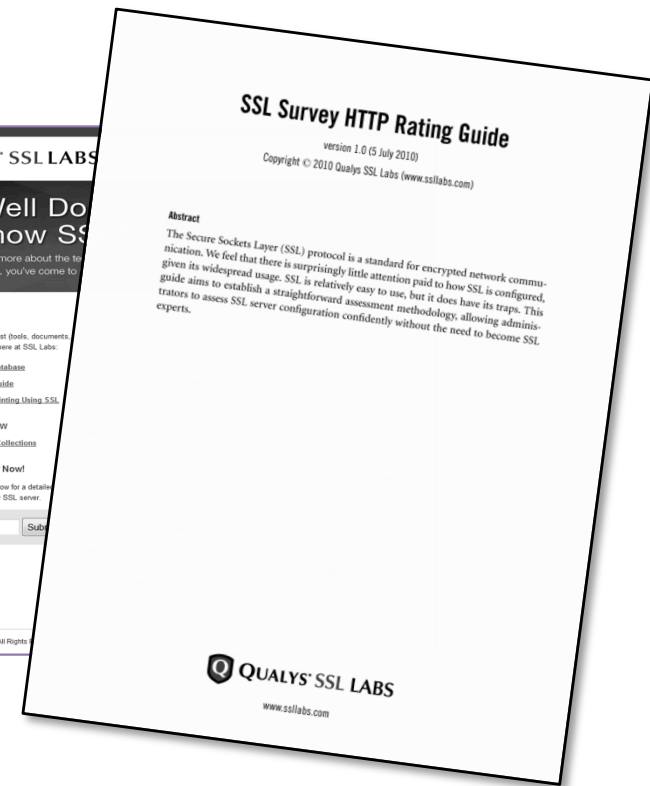 SSL LABS
ell Do
ow SS
more about the te
, you've come to
st (tools, documents,
ere at SSL Labs:
tabase
uide
inting Using SSL
w
Collections
Now!
ow for a detailed
SSL server.
Subm
All Rights
SSL Survey HTTP Rating Guide
version 1.0 (5 July 2010)
Copyright © 2010 Qualys SSL Labs (www.ssllabs.com)
Abstract
The Secure Sockets Layer (SSL) protocol is a standard for encrypted network commu-
nication. We feel that there is surprisingly little attention paid to how SSL is configured,
given its widespread usage. SSL is relatively easy to use, but it does have its traps. This
guide aims to establish a straightforward assessment methodology, allowing adminis-
trators to assess SSL server configuration confidently without the need to become SSL
experts.
QUALYS® SSL LABS
www.ssllabs.com